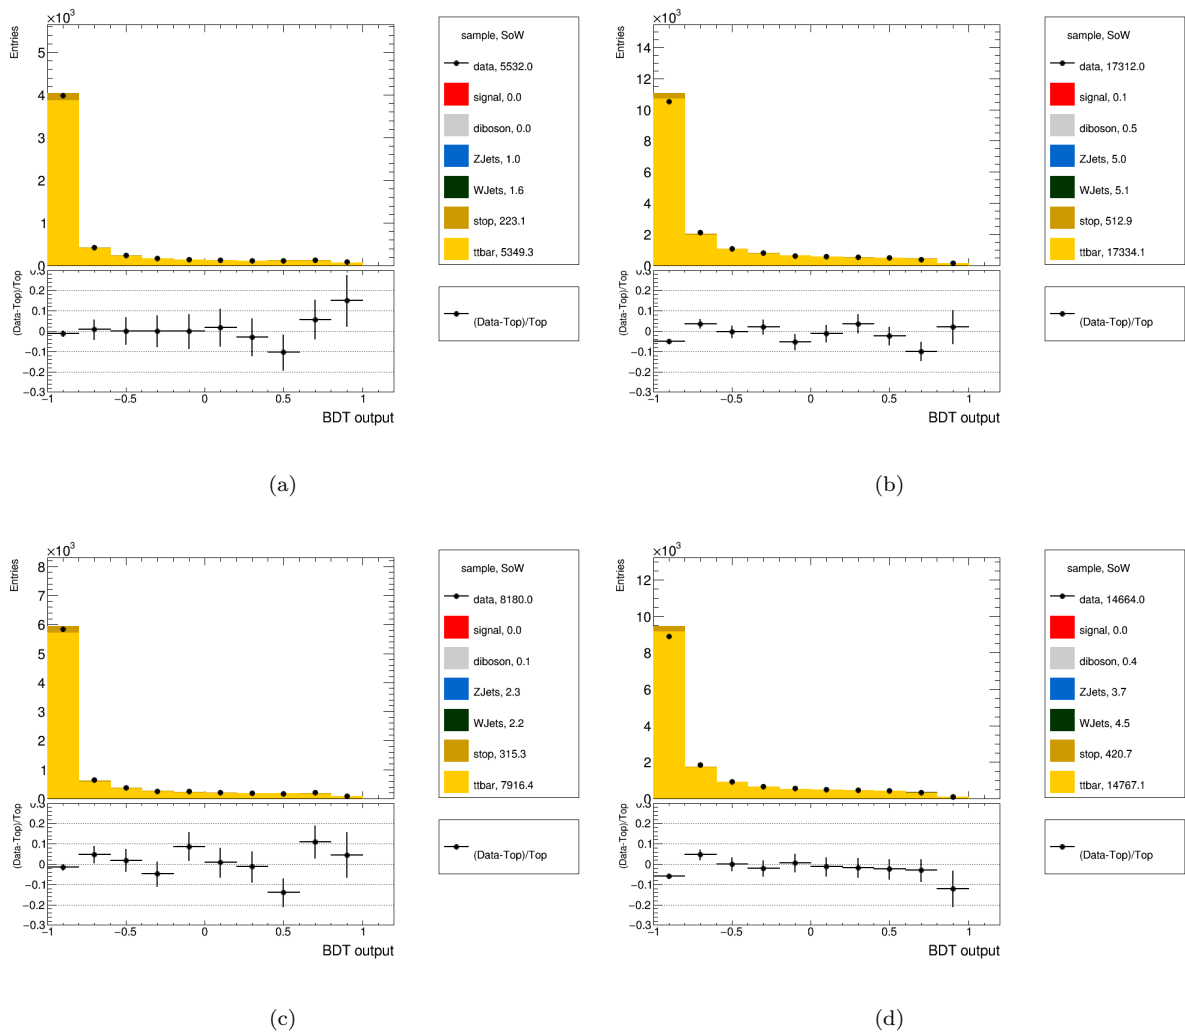 ×10³
Entries
5
4
3
2
1
0
sample, SoW
data, 5532.0
signal, 0.0
diboson, 0.0
ZJets, 1.0
WJets, 1.6
stop, 223.1
ttbar, 5349.3
(Data-Top)/Top
0.3
0.2
0.1
0
−0.1
−0.2
−0.3
−1 −0.5 0 0.5 1
BDT output
(Data-Top)/Top
(a)
×10³
Entries
14
12
10
8
6
4
2
0
sample, SoW
data, 17312.0
signal, 0.1
diboson, 0.5
ZJets, 5.0
WJets, 5.1
stop, 512.9
ttbar, 17334.1
(Data-Top)/Top
0.3
0.2
0.1
0
−0.1
−0.2
−0.3
−1 −0.5 0 0.5 1
BDT output
(Data-Top)/Top
(b)
×10³
Entries
8
7
6
5
4
3
2
1
0
sample, SoW
data, 8180.0
signal, 0.0
diboson, 0.1
ZJets, 2.3
WJets, 2.2
stop, 315.3
ttbar, 7916.4
(Data-Top)/Top
0.3
0.2
0.1
0
−0.1
−0.2
−0.3
−1 −0.5 0 0.5 1
BDT output
(Data-Top)/Top
(c)
×10³
Entries
12
10
8
6
4
2
0
sample, SoW
data, 14664.0
signal, 0.0
diboson, 0.4
ZJets, 3.7
WJets, 4.5
stop, 420.7
ttbar, 14767.1
(Data-Top)/Top
0.3
0.2
0.1
0
−0.1
−0.2
−0.3
−1 −0.5 0 0.5 1
BDT output
(Data-Top)/Top
(d)